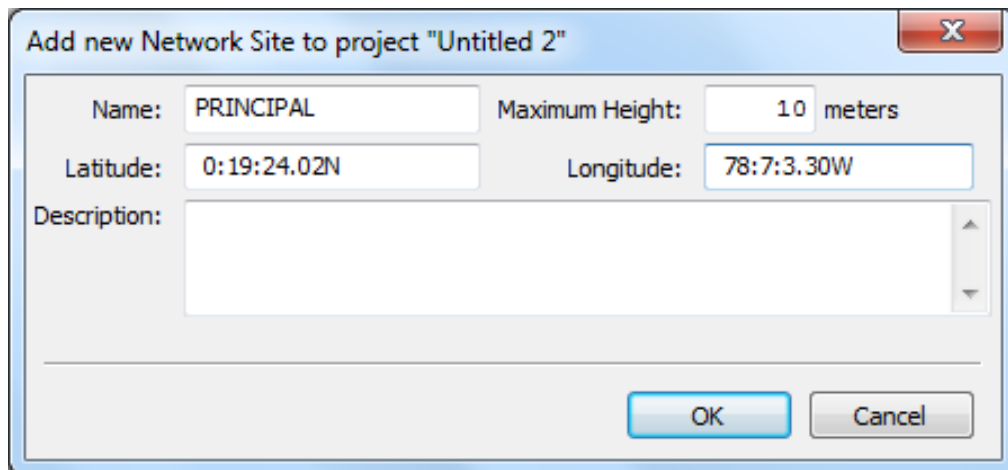 Add new Network Site to project "Untitled 2"
Name: PRINCIPAL Maximum Height: 10 meters
Latitude: 0:19:24.02N Longitude: 78:7:3.30W
Description:
OK Cancel